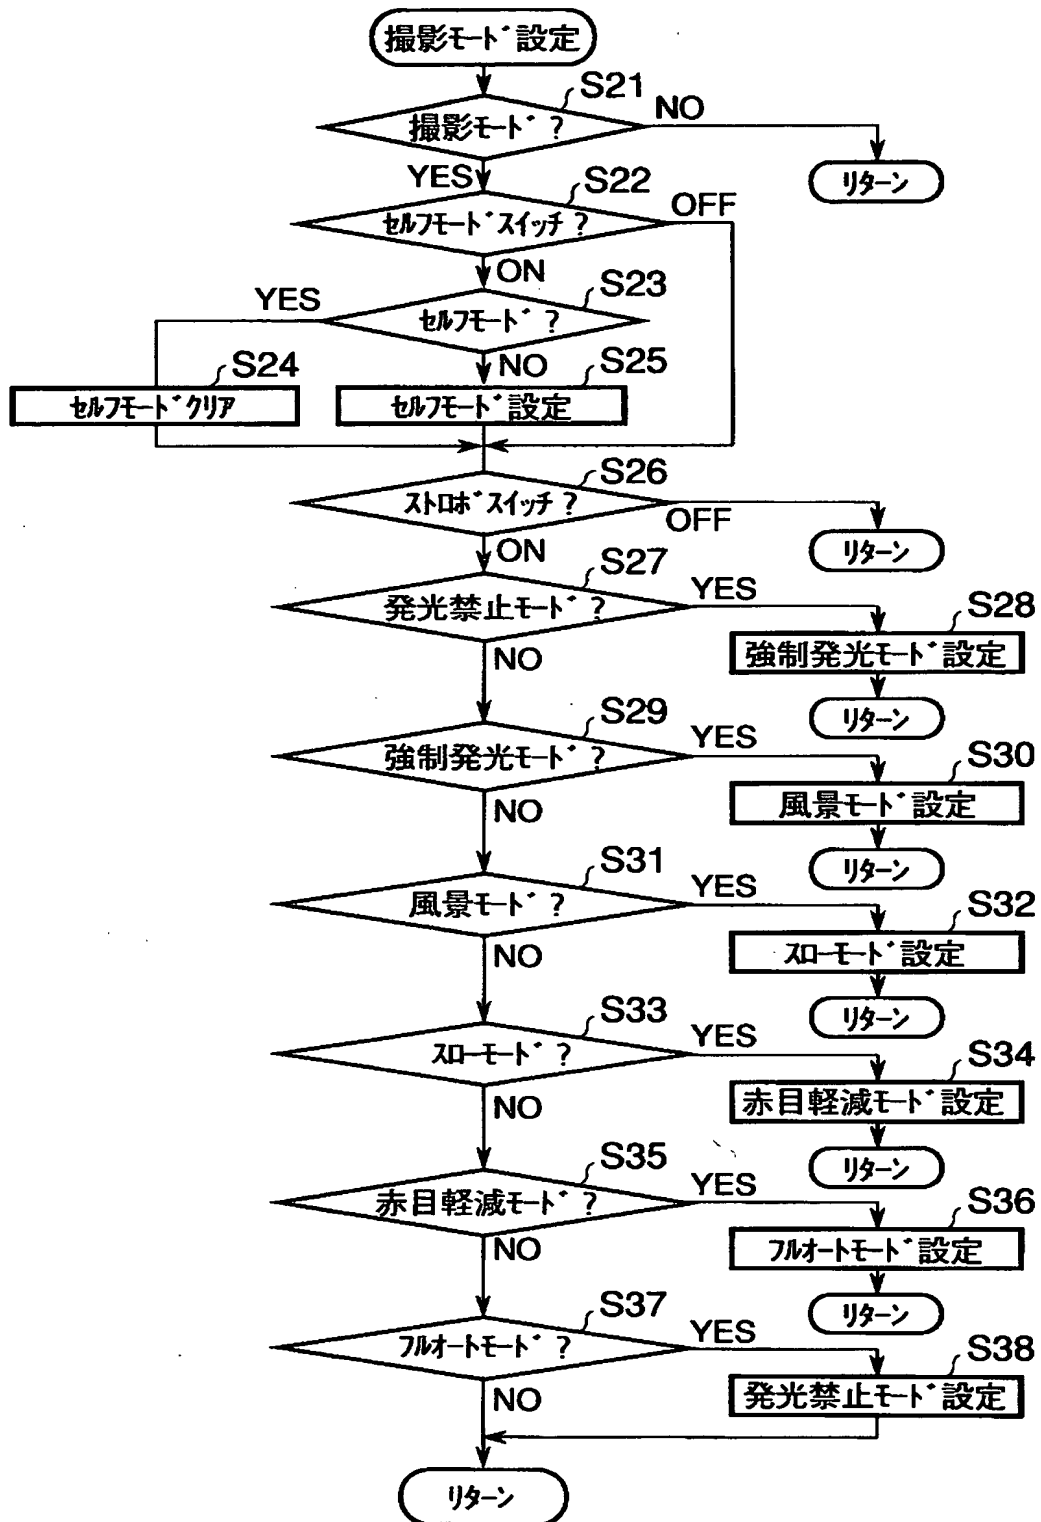 撮影ﾓｰﾄﾞ設定
S21
撮影ﾓｰﾄﾞ?
NO
ﾘﾀｰﾝ
YES
S22
ｾﾙﾌﾓｰﾄﾞｽｲｯﾁ?
OFF
ON
S23
YES
ｾﾙﾌﾓｰﾄﾞ?
S24
NO
S25
ｾﾙﾌﾓｰﾄﾞｸﾘｱ
ｾﾙﾌﾓｰﾄﾞ設定
S26
ｽﾄﾛﾎﾞｽｲｯﾁ?
OFF
ﾘﾀｰﾝ
ON
S27
発光禁止ﾓｰﾄﾞ?
YES
S28
強制発光ﾓｰﾄﾞ設定
NO
ﾘﾀｰﾝ
S29
強制発光ﾓｰﾄﾞ?
YES
S30
風景ﾓｰﾄﾞ設定
NO
ﾘﾀｰﾝ
S31
風景ﾓｰﾄﾞ?
YES
S32
ｽﾛｰﾓｰﾄﾞ設定
NO
ﾘﾀｰﾝ
S33
ｽﾛｰﾓｰﾄﾞ?
YES
S34
赤目軽減ﾓｰﾄﾞ設定
NO
ﾘﾀｰﾝ
S35
赤目軽減ﾓｰﾄﾞ?
YES
S36
ﾌﾙｵｰﾄﾓｰﾄﾞ設定
NO
ﾘﾀｰﾝ
S37
ﾌﾙｵｰﾄﾓｰﾄﾞ?
YES
S38
発光禁止ﾓｰﾄﾞ設定
NO
ﾘﾀｰﾝ